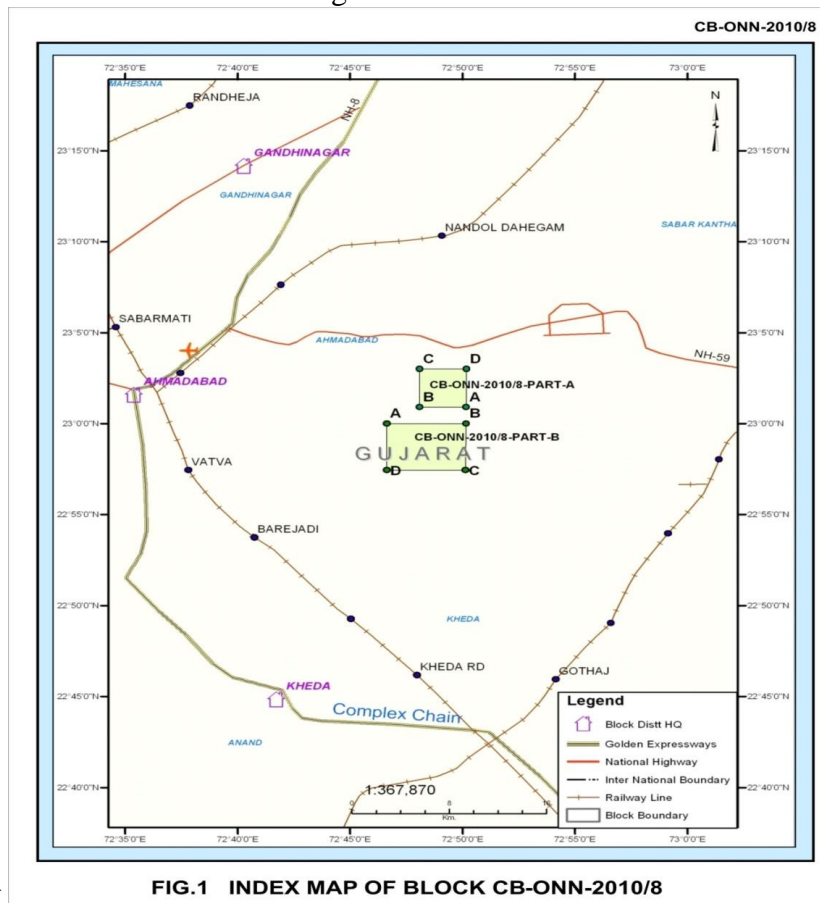 CB-ONN-2010/8
72°35'0"E 72°40'0"E 72°45'0"E 72°50'0"E 72°55'0"E 73°0'0"E
MAHESANA
RANDHEJA
NH-8
N
23°15'0"N 23°15'0"N
GANDHINAGAR
GANDHINAGAR
SABAR KANTHA
NANDOL DAHEGAM
23°10'0"N 23°10'0"N
SABARMATI
23°5'0"N 23°5'0"N
AHMADABAD
NH-59
C D
AHMADABAD
CB-ONN-2010/8-PART-A
B A
A B
23°0'0"N 23°0'0"N
CB-ONN-2010/8-PART-B
GUJARAT
VATVA
D C
22°55'0"N 22°55'0"N
BAREJADI
22°50'0"N 22°50'0"N
KHEDA
KHEDA RD
GOTHAJ
KHEDA
22°45'0"N 22°45'0"N
Legend
Complex Chain
Block Distt HQ
ANAND
Golden Expressways
National Highway
Inter National Boundary
22°40'0"N 22°40'0"N
1:367,870
Railway Line
0 8 16
Km.
Block Boundary
72°35'0"E 72°40'0"E 72°45'0"E 72°50'0"E 72°55'0"E 73°0'0"E
FIG.1 INDEX MAP OF BLOCK CB-ONN-2010/8